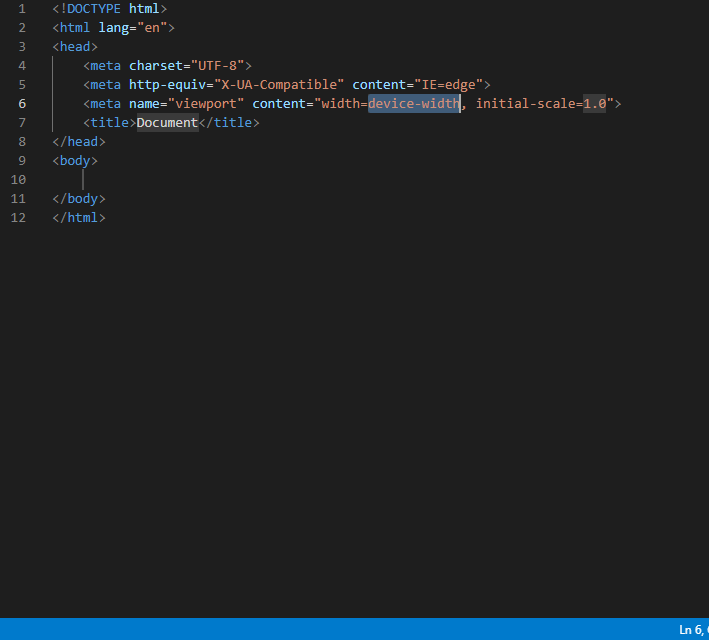 1 <!DOCTYPE html>
2 <html lang="en">
3 <head>
4 <meta charset="UTF-8">
5 <meta http-equiv="X-UA-Compatible" content="IE=edge">
6 <meta name="viewport" content="width=device-width, initial-scale=1.0">
7 <title>Document</title>
8 </head>
9 <body>
10
11 </body>
12 </html>
Ln 6,